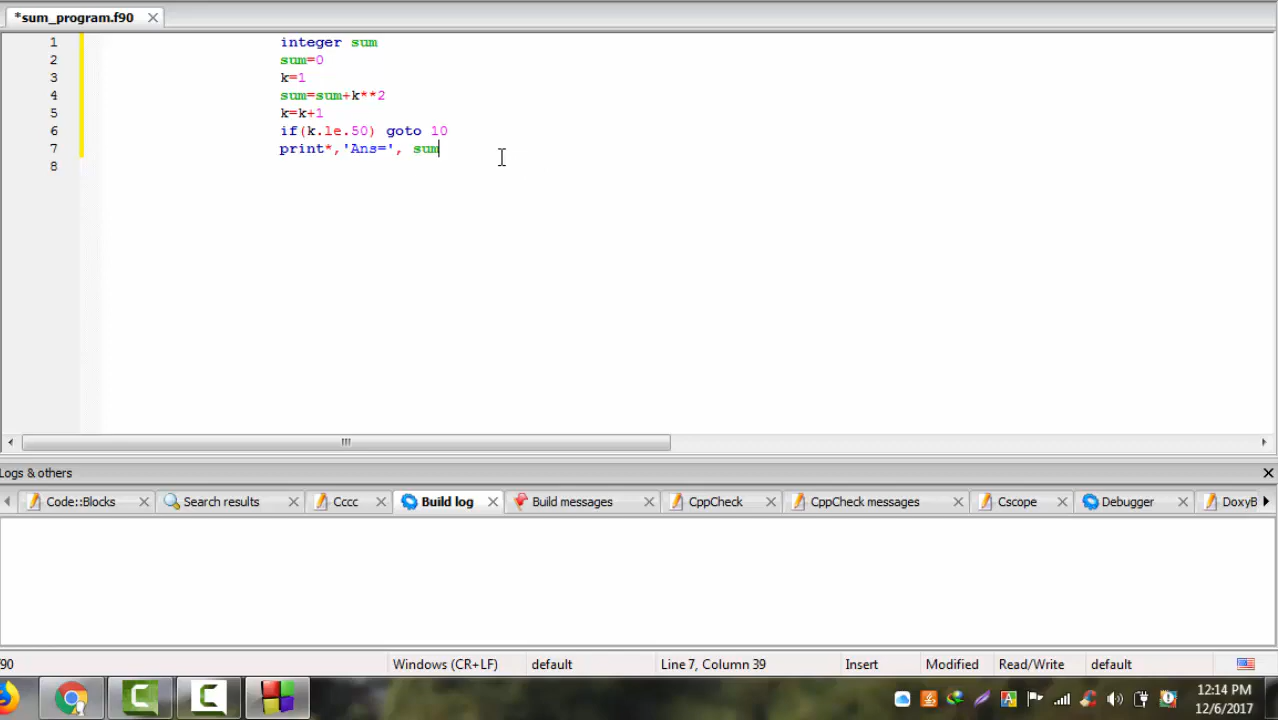 *sum_program.f90
1 integer sum
2 sum=0
3 k=1
4 sum=sum+k**2
5 k=k+1
6 if(k.le.50) goto 10
7 print*,'Ans=', sum
8
Logs & others
Code::Blocks Search results Cccc Build log Build messages CppCheck CppCheck messages Cscope Debugger DoxyB
f90 Windows (CR+LF) default Line 7, Column 39 Insert Modified Read/Write default
12:14 PM
12/6/2017